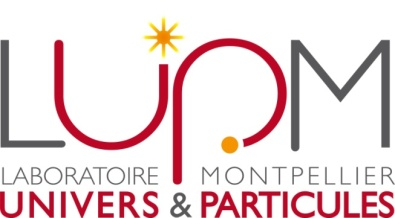 LUPM
LABORATOIRE MONTPELLIER
UNIVERS & PARTICULES